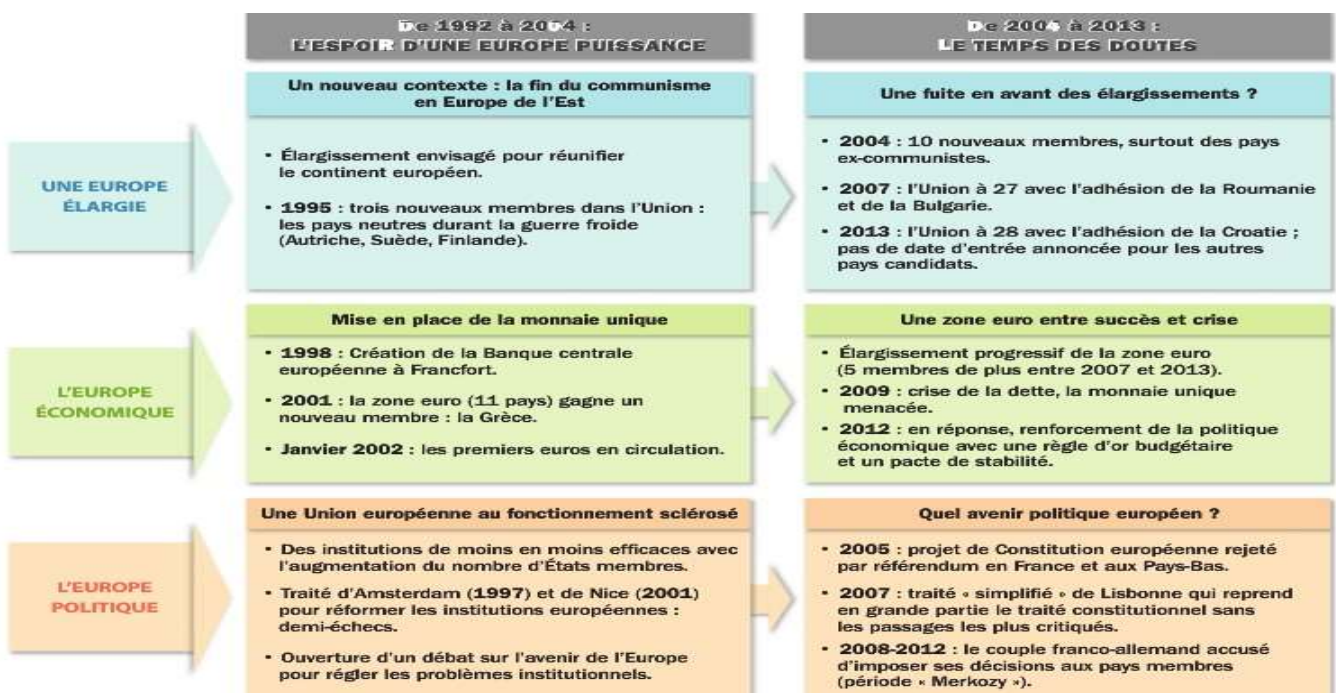 De 1992 à 2004 :
L'ESPOIR D'UNE EUROPE PUISSANCE
De 2004 à 2013 :
LE TEMPS DES DOUTES
UNE EUROPE
ÉLARGIE
Un nouveau contexte : la fin du communisme
en Europe de l'Est
• Élargissement envisagé pour réunifier
le continent européen.
• 1995 : trois nouveaux membres dans l'Union :
les pays neutres durant la guerre froide
(Autriche, Suède, Finlande).
Une fuite en avant des élargissements ?
• 2004 : 10 nouveaux membres, surtout des pays
ex-communistes.
• 2007 : l'Union à 27 avec l'adhésion de la Roumanie
et de la Bulgarie.
• 2013 : l'Union à 28 avec l'adhésion de la Croatie ;
pas de date d'entrée annoncée pour les autres
pays candidats.
L'EUROPE
ÉCONOMIQUE
Mise en place de la monnaie unique
• 1998 : Création de la Banque centrale
européenne à Francfort.
• 2001 : la zone euro (11 pays) gagne un
nouveau membre : la Grèce.
• Janvier 2002 : les premiers euros en circulation.
Une zone euro entre succès et crise
• Élargissement progressif de la zone euro
(5 membres de plus entre 2007 et 2013).
• 2009 : crise de la dette, la monnaie unique
menacée.
• 2012 : en réponse, renforcement de la politique
économique avec une règle d'or budgétaire
et un pacte de stabilité.
L'EUROPE
POLITIQUE
Une Union européenne au fonctionnement sclérosé
• Des institutions de moins en moins efficaces avec
l'augmentation du nombre d'États membres.
• Traité d'Amsterdam (1997) et de Nice (2001)
pour réformer les institutions européennes :
demi-échecs.
• Ouverture d'un débat sur l'avenir de l'Europe
pour régler les problèmes institutionnels.
Quel avenir politique européen ?
• 2005 : projet de Constitution européenne rejeté
par référendum en France et aux Pays-Bas.
• 2007 : traité « simplifié » de Lisbonne qui reprend
en grande partie le traité constitutionnel sans
les passages les plus critiqués.
• 2008-2012 : le couple franco-allemand accusé
d'imposer ses décisions aux pays membres
(période « Merkozy »).